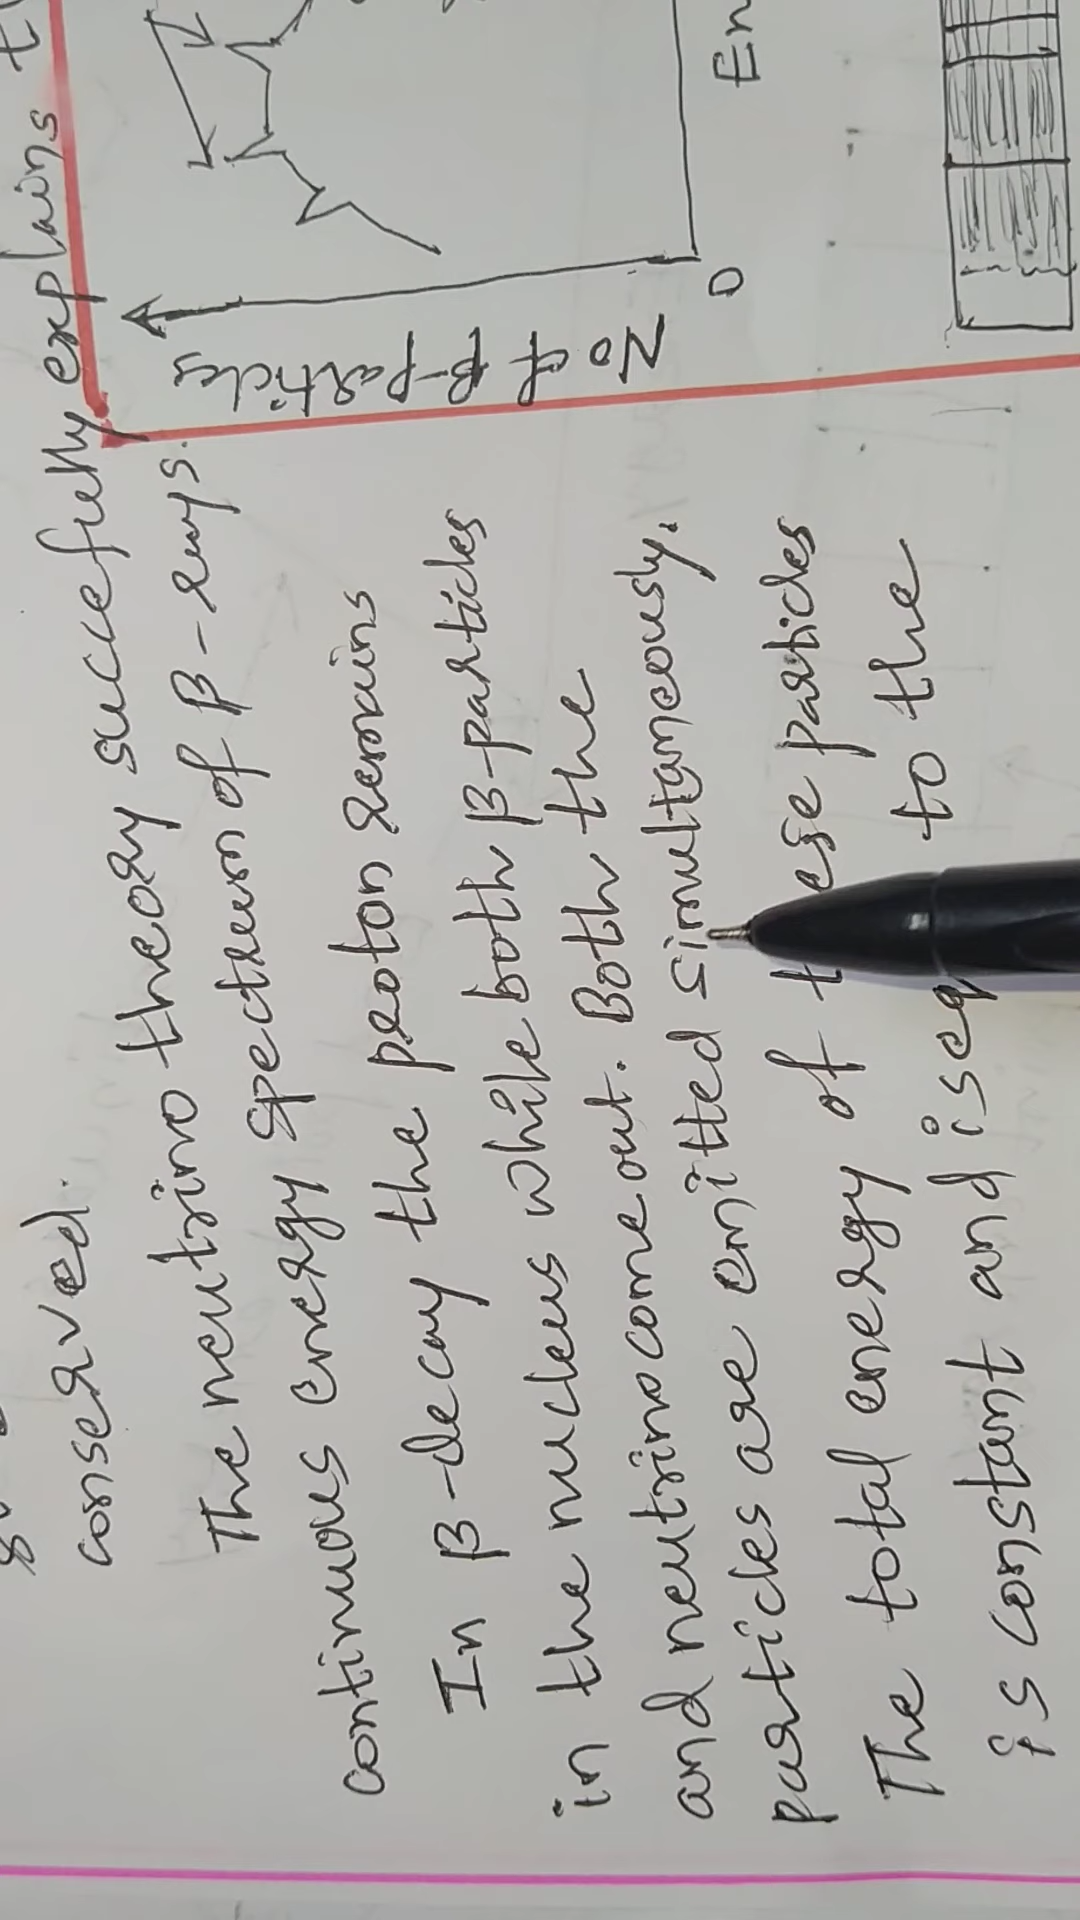 conserved.
The neutrino theory succefully explains
continuous energy spectrum of β-rays.
In β-decay the proton remains
in the nucleus while both β-particles
and neutrino come out. Both the
particles are emitted simultaneously.
The total energy of these particles
is constant and is eq to the
No of β-particles
0
En